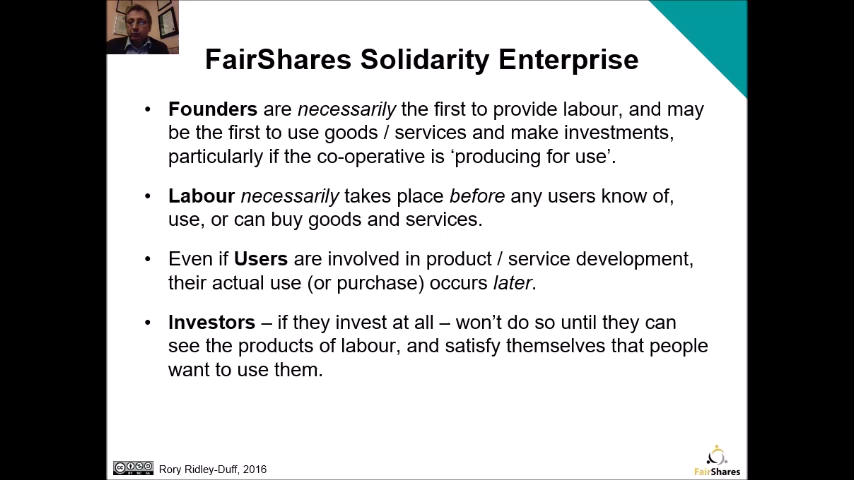 FairShares Solidarity Enterprise
• Founders are necessarily the first to provide labour, and may
be the first to use goods / services and make investments,
particularly if the co-operative is ‘producing for use’.
• Labour necessarily takes place before any users know of,
use, or can buy goods and services.
• Even if Users are involved in product / service development,
their actual use (or purchase) occurs later.
• Investors – if they invest at all – won’t do so until they can
see the products of labour, and satisfy themselves that people
want to use them.
Rory Ridley-Duff, 2016
FairShares